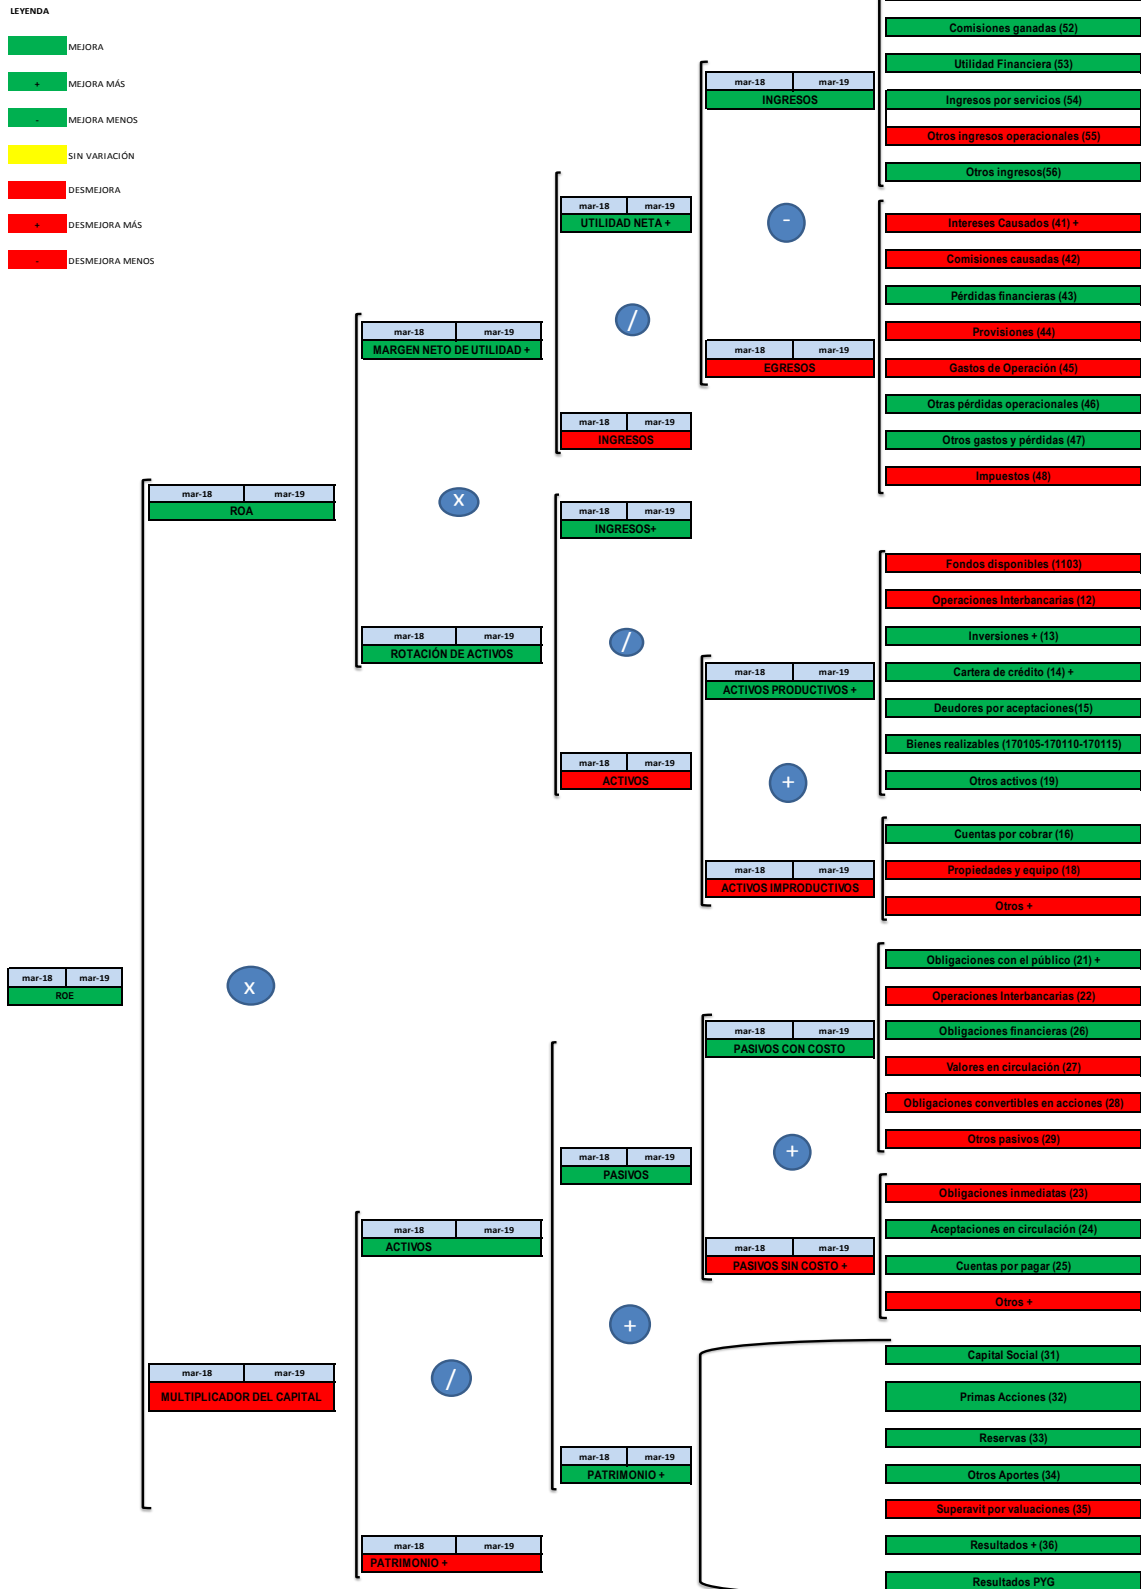 LEYENDA
MEJORA
+ MEJORA MÁS
- MEJORA MENOS
SIN VARIACIÓN
DESMEJORA
+ DESMEJORA MÁS
- DESMEJORA MENOS
mar-18 mar-19
ROE
x
mar-18 mar-19
ROA
mar-18 mar-19
MULTIPLICADOR DEL CAPITAL
mar-18 mar-19
MARGEN NETO DE UTILIDAD +
x
mar-18 mar-19
ROTACIÓN DE ACTIVOS
mar-18 mar-19
ACTIVOS
/
mar-18 mar-19
PATRIMONIO +
mar-18 mar-19
UTILIDAD NETA +
/
mar-18 mar-19
INGRESOS
mar-18 mar-19
INGRESOS+
/
mar-18 mar-19
ACTIVOS
mar-18 mar-19
PASIVOS
+
mar-18 mar-19
PATRIMONIO +
mar-18 mar-19
INGRESOS
-
mar-18 mar-19
EGRESOS
mar-18 mar-19
ACTIVOS PRODUCTIVOS +
+
mar-18 mar-19
ACTIVOS IMPRODUCTIVOS
mar-18 mar-19
PASIVOS CON COSTO
+
mar-18 mar-19
PASIVOS SIN COSTO +
Comisiones ganadas (52)
Utilidad Financiera (53)
Ingresos por servicios (54)
Otros ingresos operacionales (55)
Otros ingresos(56)
Intereses Causados (41) +
Comisiones causadas (42)
Pérdidas financieras (43)
Provisiones (44)
Gastos de Operación (45)
Otras pérdidas operacionales (46)
Otros gastos y pérdidas (47)
Impuestos (48)
Fondos disponibles (1103)
Operaciones Interbancarias (12)
Inversiones + (13)
Cartera de crédito (14) +
Deudores por aceptaciones(15)
Bienes realizables (170105-170110-170115)
Otros activos (19)
Cuentas por cobrar (16)
Propiedades y equipo (18)
Otros +
Obligaciones con el público (21) +
Operaciones Interbancarias (22)
Obligaciones financieras (26)
Valores en circulación (27)
Obligaciones convertibles en acciones (28)
Otros pasivos (29)
Obligaciones inmediatas (23)
Aceptaciones en circulación (24)
Cuentas por pagar (25)
Otros +
Capital Social (31)
Primas Acciones (32)
Reservas (33)
Otros Aportes (34)
Superavit por valuaciones (35)
Resultados + (36)
Resultados PYG